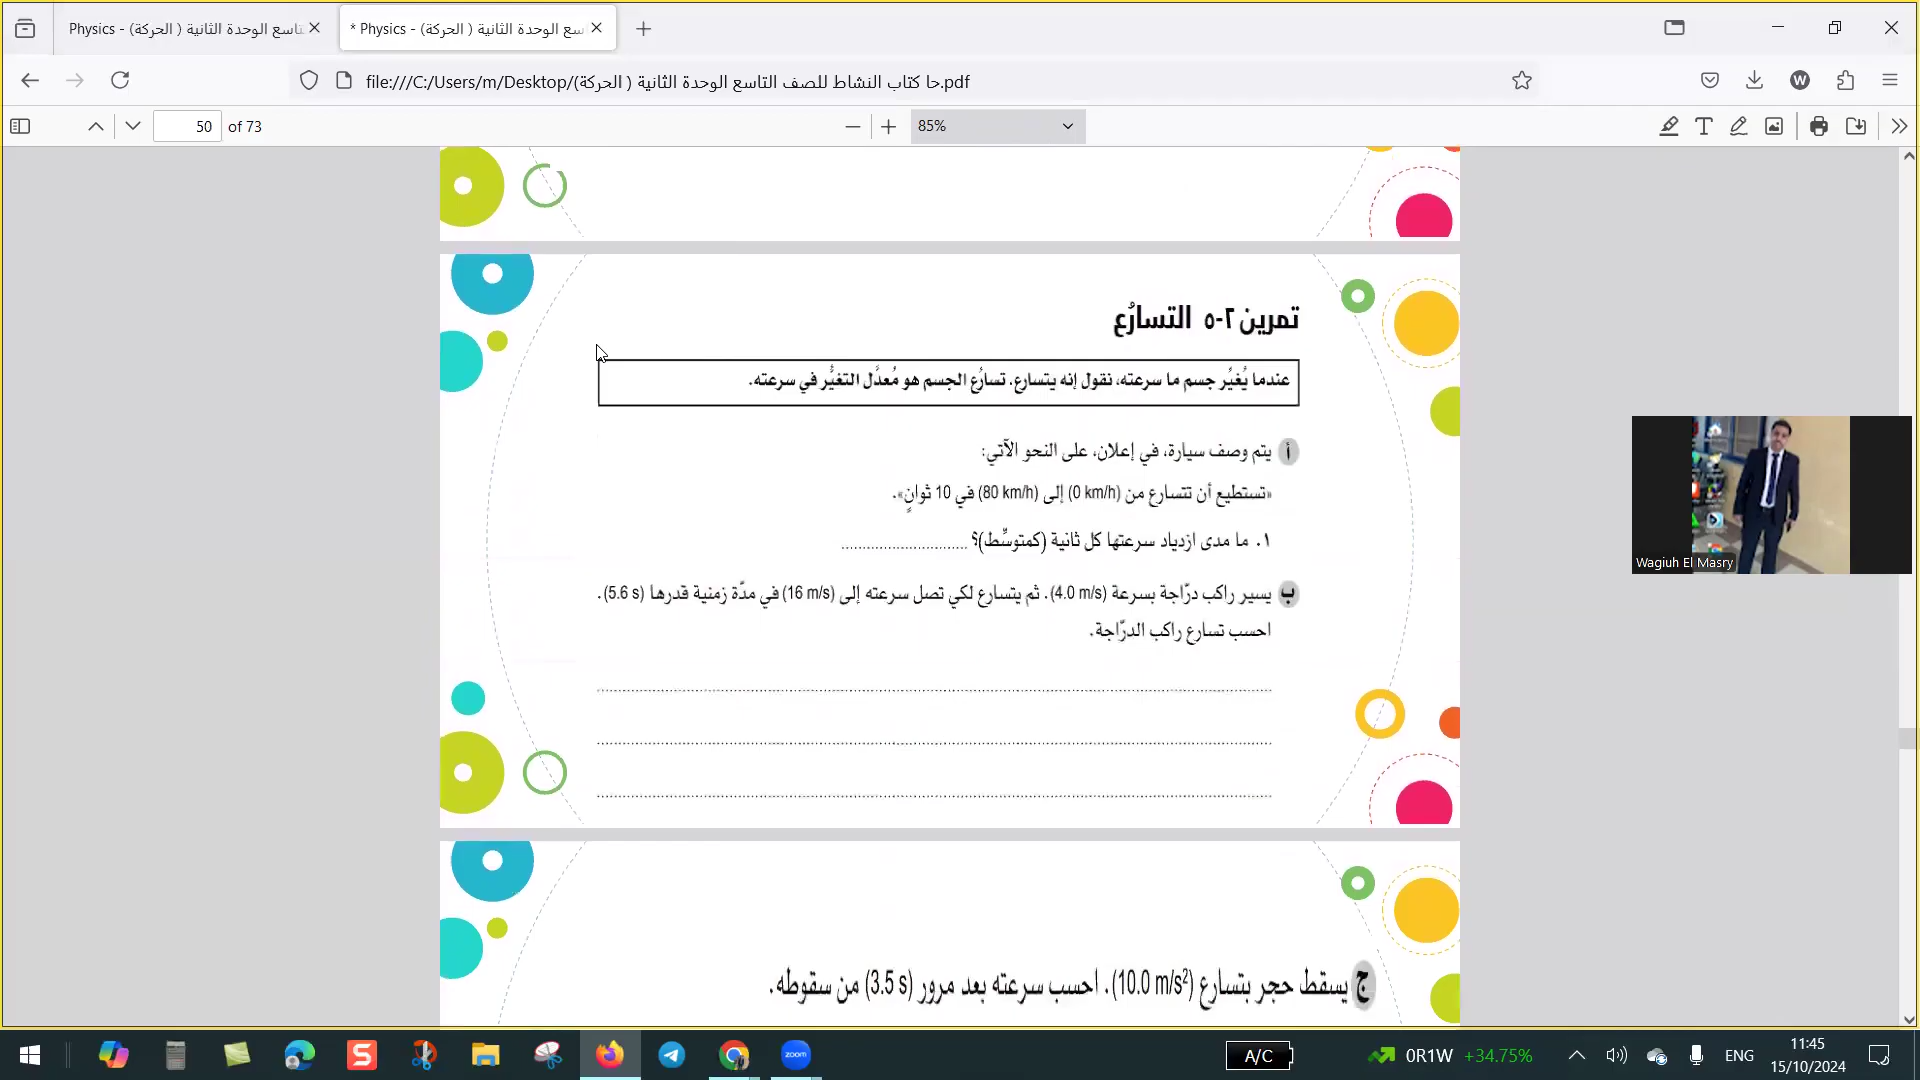 Physics - تاسع الوحدة الثانية ( الحركة)
* Physics - سع الوحدة الثانية ( الحركة)
file:///C:/Users/m/Desktop/حا كتاب النشاط للصف التاسع الوحدة الثانية ( الحركة).pdf
50 of 73
85%
تمرين ٢-٥ التسارُع
عندما يُغيِّر جسم ما سرعته، نقول إنه يتسارع. تسارُع الجسم هو مُعدَّل التغيُّر في سرعته.
أ يتم وصف سيارة، في إعلان، على النحو الآتي:
«تستطيع أن تتسارع من (0 km/h) إلى (80 km/h) في 10 ثوانٍ».
١. ما مدى ازدياد سرعتها كل ثانية (كمتوسِّط)؟
ب يسير راكب درّاجة بسرعة (4.0 m/s). ثم يتسارع لكي تصل سرعته إلى (16 m/s) في مدّة زمنية قدرها (5.6 s).
احسب تسارع راكب الدرّاجة.
ج يسقط حجر بتسارع (10.0 m/s²). احسب سرعته بعد مرور (3.5 s) من سقوطه.
Wagiuh El Masry
A/C
0R1W +34.75%
ENG
11:45
15/10/2024
zoom